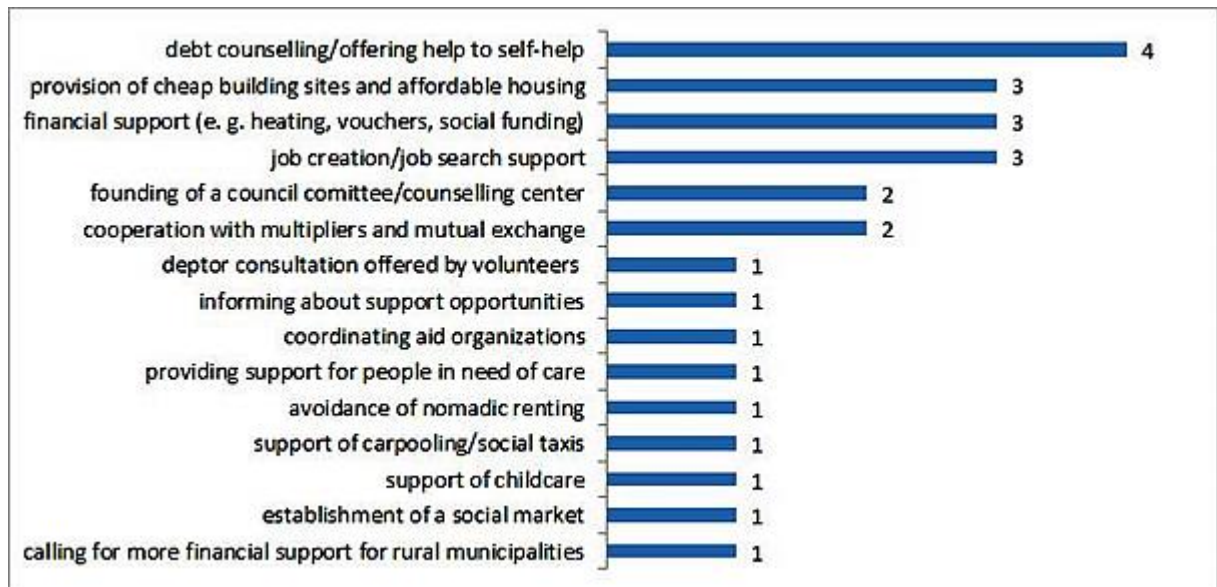 debt counselling/offering help to self-help 4
provision of cheap building sites and affordable housing 3
financial support (e. g. heating, vouchers, social funding) 3
job creation/job search support 3
founding of a council comittee/counselling center 2
cooperation with multipliers and mutual exchange 2
deptor consultation offered by volunteers 1
informing about support opportunities 1
coordinating aid organizations 1
providing support for people in need of care 1
avoidance of nomadic renting 1
support of carpooling/social taxis 1
support of childcare 1
establishment of a social market 1
calling for more financial support for rural municipalities 1